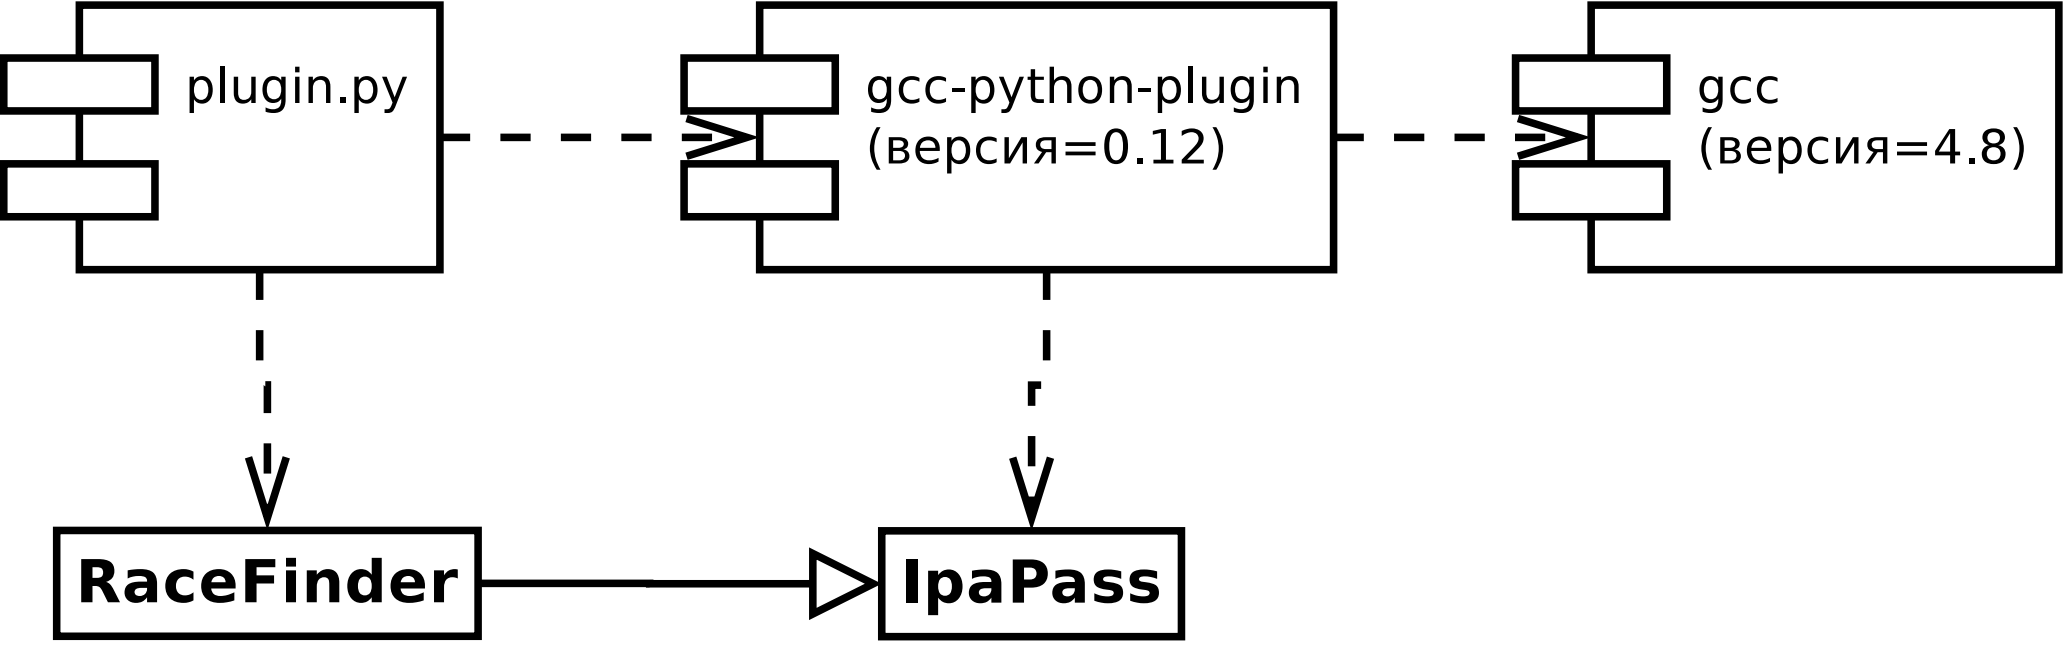 plugin.py
gcc-python-plugin
(версия=0.12)
gcc
(версия=4.8)
RaceFinder
IpaPass